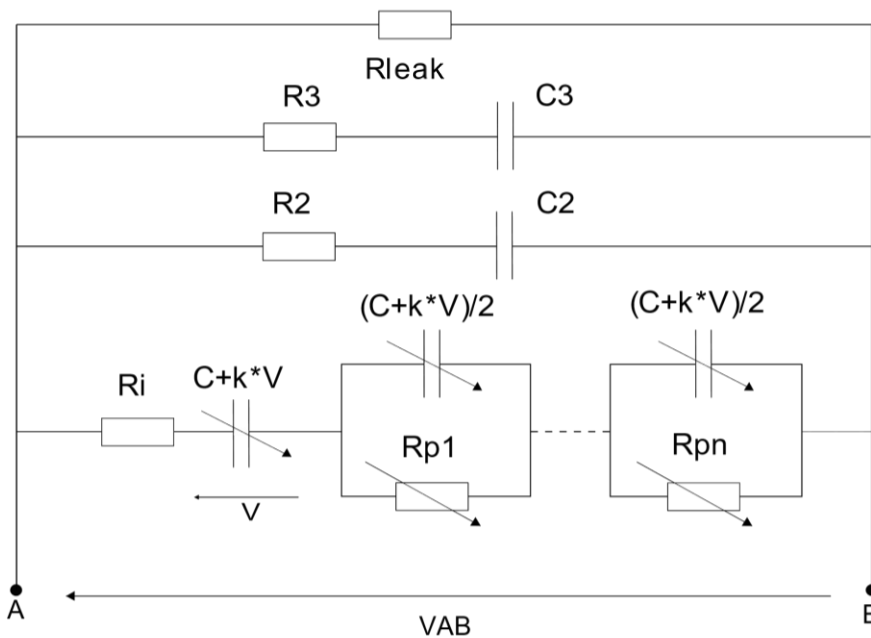 Rleak
R3
C3
R2
C2
(C+k*V)/2
(C+k*V)/2
Ri
C+k*V
Rp1
Rpn
V
A
B
VAB